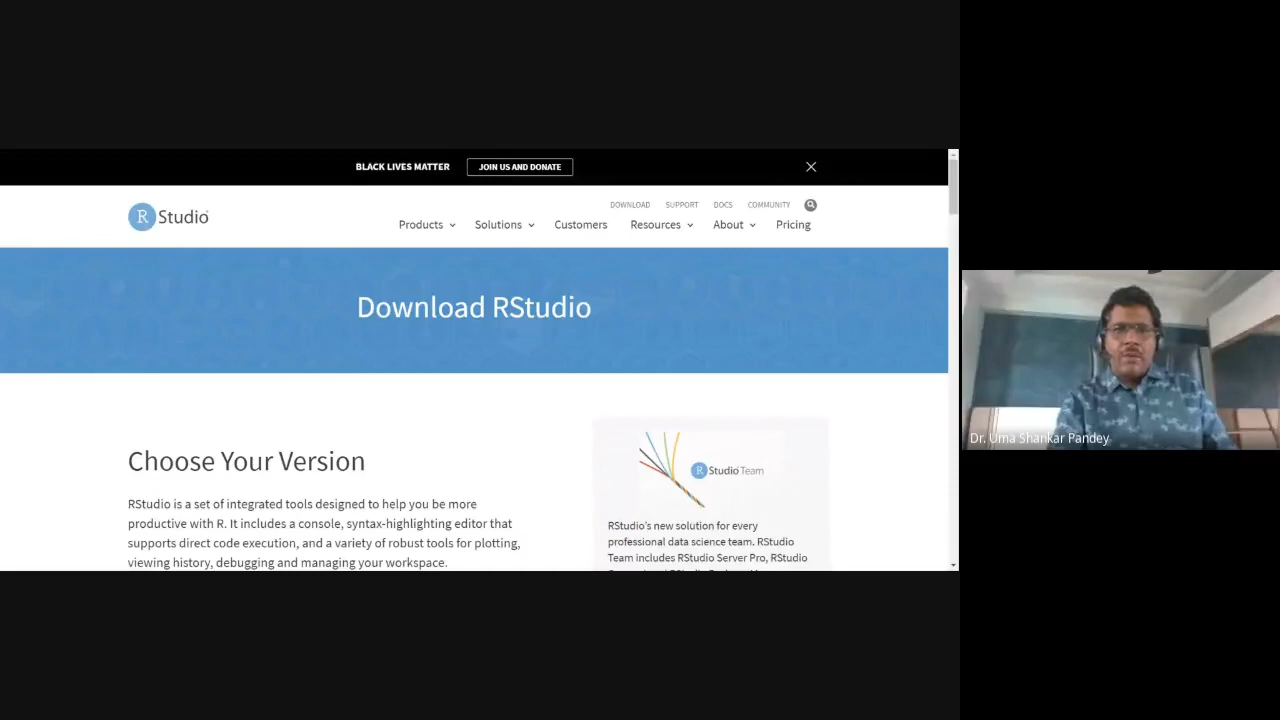 BLACK LIVES MATTER
JOIN US AND DONATE
R Studio
DOWNLOAD SUPPORT DOCS COMMUNITY
Products Solutions Customers Resources About Pricing
Download RStudio
Choose Your Version
RStudio is a set of integrated tools designed to help you be more
productive with R. It includes a console, syntax-highlighting editor that
supports direct code execution, and a variety of robust tools for plotting,
viewing history, debugging and managing your workspace.
R Studio Team
RStudio's new solution for every
professional data science team. RStudio
Team includes RStudio Server Pro, RStudio
Dr. Uma Shankar Pandey